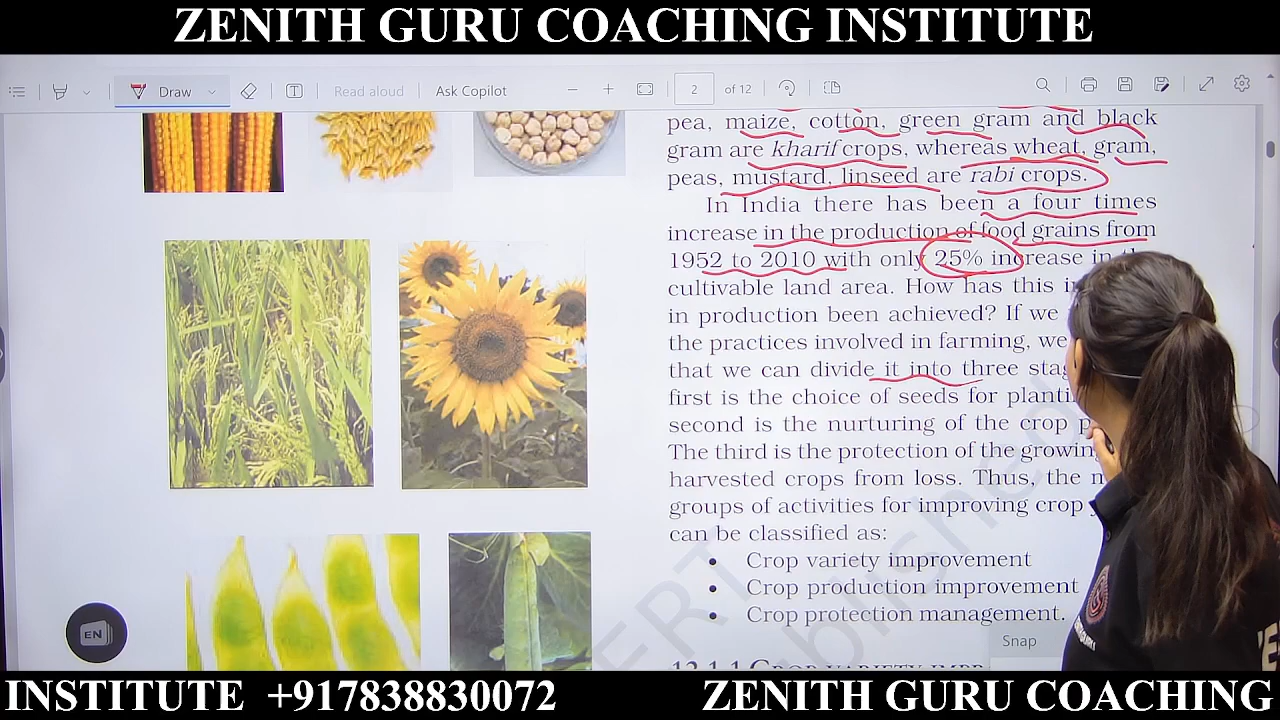 ZENITH GURU COACHING INSTITUTE
Draw
Read aloud
Ask Copilot
2 of 12
pea, maize, cotton, green gram and black
gram are kharif crops, whereas wheat, gram,
peas, mustard, linseed are rabi crops.
In India there has been a four times
increase in the production of food grains from
1952 to 2010 with only 25% increase in
cultivable land area. How has this
in production been achieved? If we
the practices involved in farming, we
that we can divide it into three
first is the choice of seeds for
second is the nurturing of the crop
The third is the protection of the
harvested crops from loss. Thus, the
groups of activities for improving crop
can be classified as:
• Crop variety improvement
• Crop production improvement
• Crop protection management.
Snap
EN
INSTITUTE +917838830072
ZENITH GURU COACHING